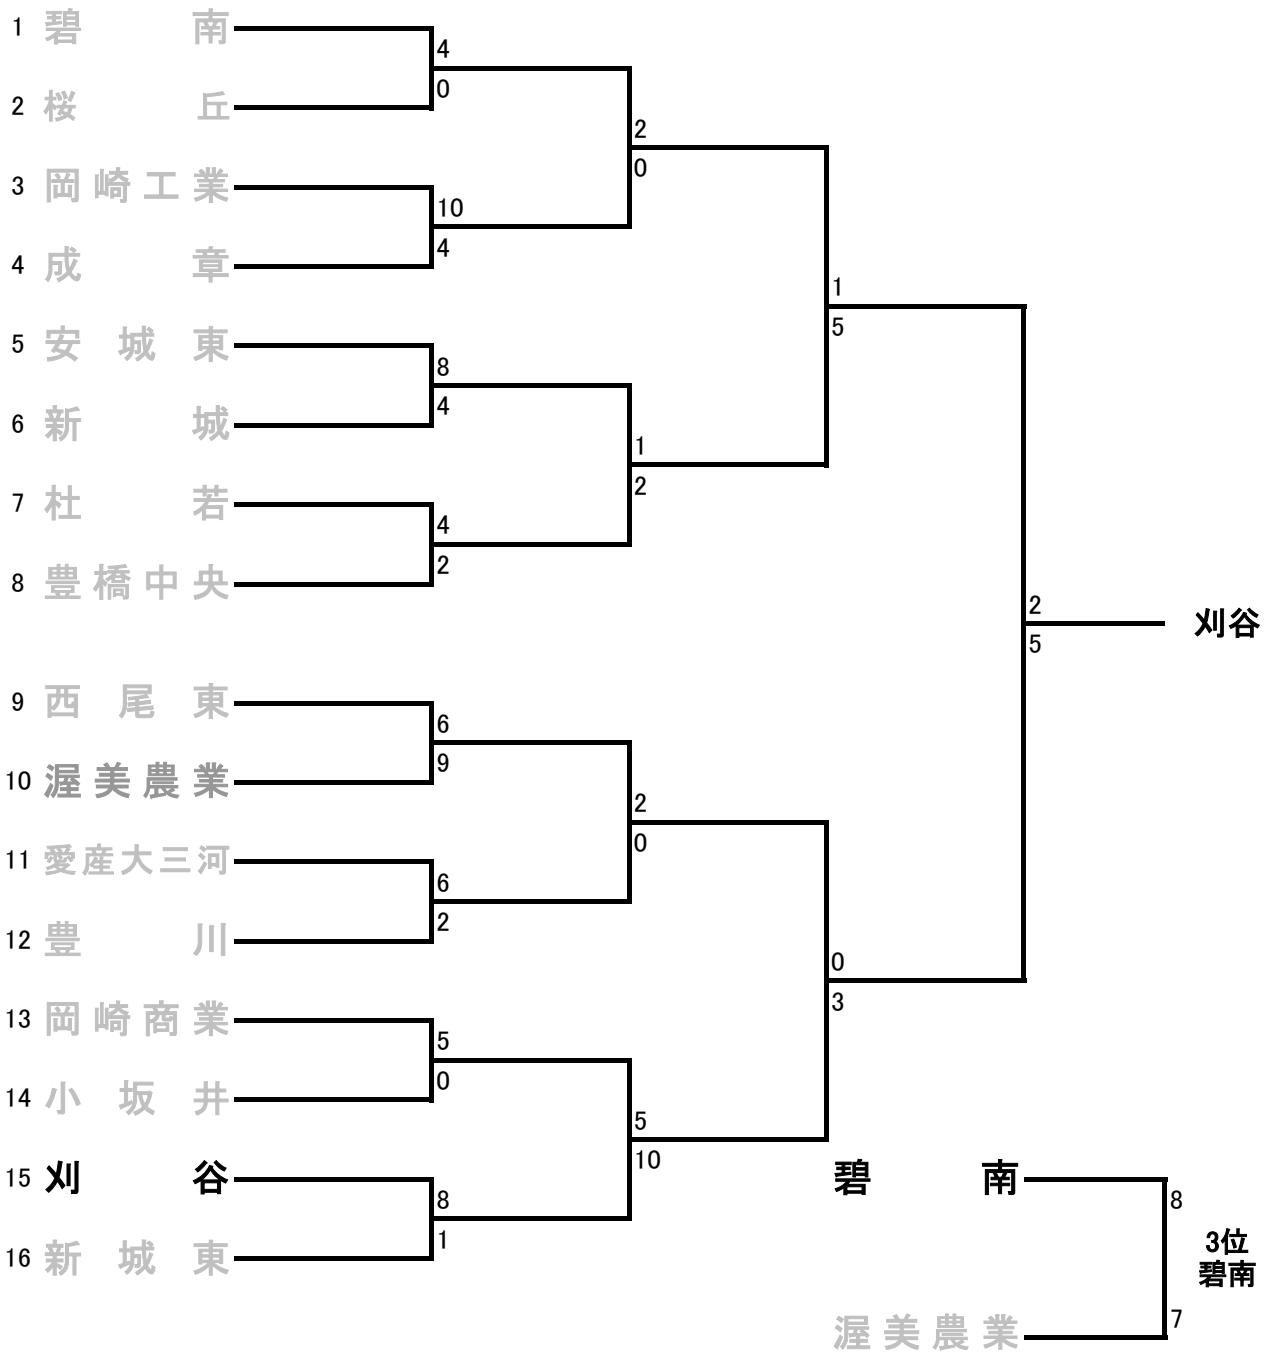 1 碧南
4
0
2 桜丘
2
0
3 岡崎工業
10
4
4 成章
1
5
5 安城東
8
4
6 新城
1
2
7 杜若
4
2
8 豊橋中央
2
5
刈谷
9 西尾東
6
9
10 渥美農業
2
0
11 愛産大三河
6
2
12 豊川
0
3
13 岡崎商業
5
0
14 小坂井
5
10
15 刈谷
8
1
16 新城東
碧南
8
3位
碧南
7
渥美農業